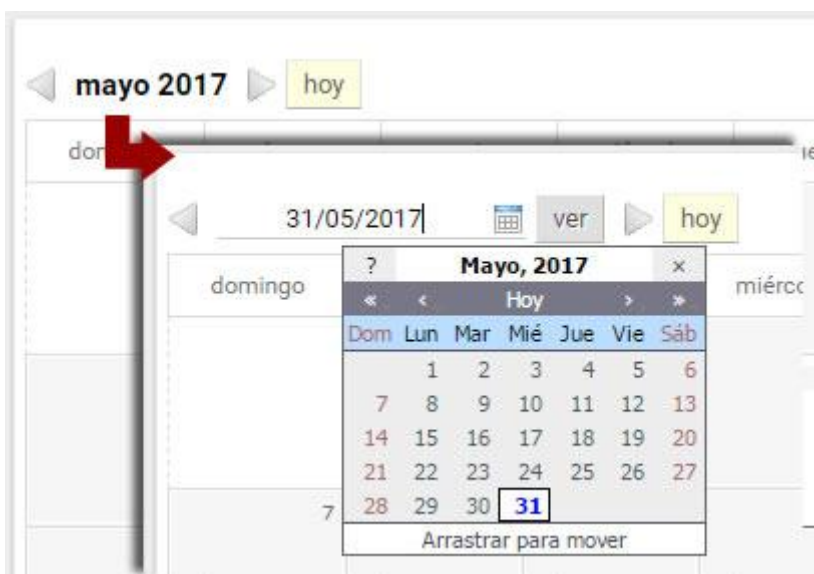 mayo 2017 hoy
31/05/2017 ver hoy
domingo
? Mayo, 2017 ×
« ‹ Hoy › »
Dom Lun Mar Mié Jue Vie Sáb
1 2 3 4 5 6
7 8 9 10 11 12 13
14 15 16 17 18 19 20
21 22 23 24 25 26 27
28 29 30 31
7
Arrastrar para mover